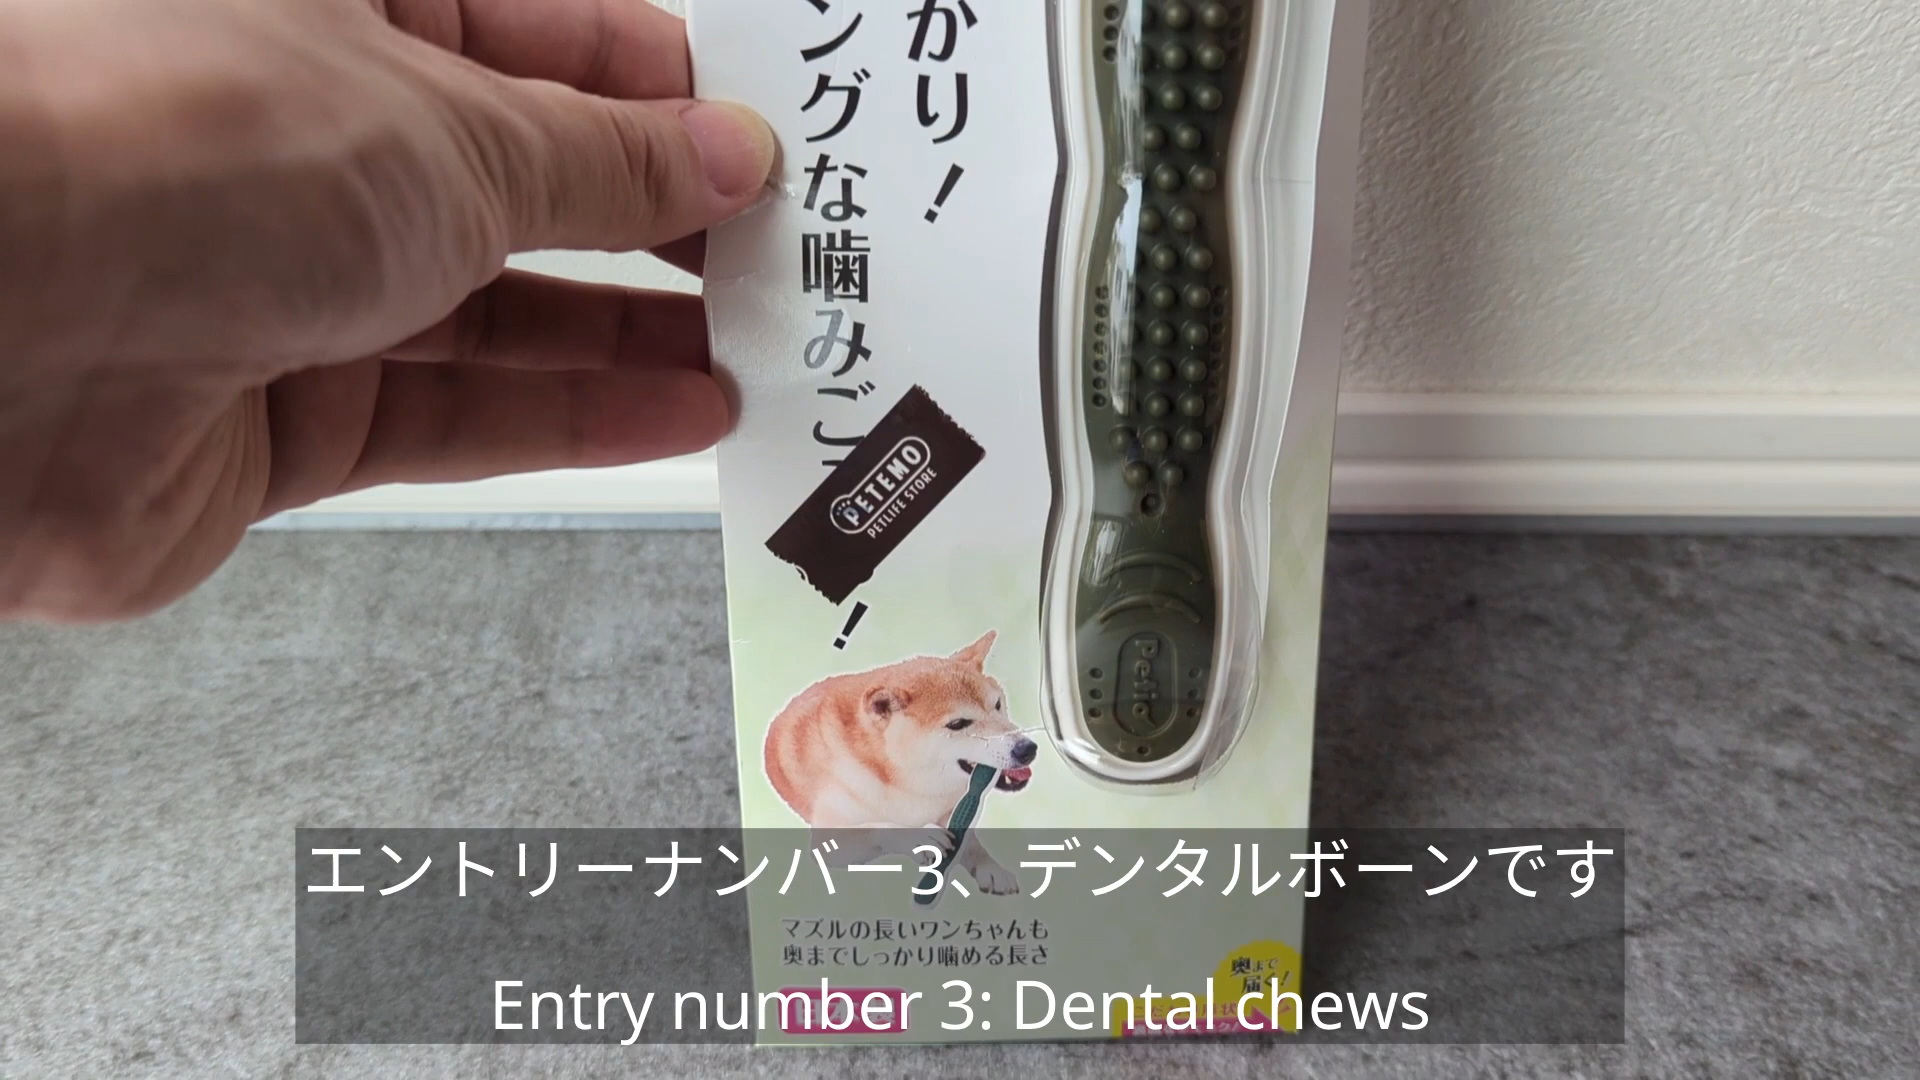 かり！
ングな噛みご
！
PETEMO
PETLIFE STORE
Petio
エントリーナンバー3、デンタルボーンです
マズルの長いワンちゃんも
奥までしっかり噛める長さ
奥まで
届く！
日本製
Entry number 3: Dental chews